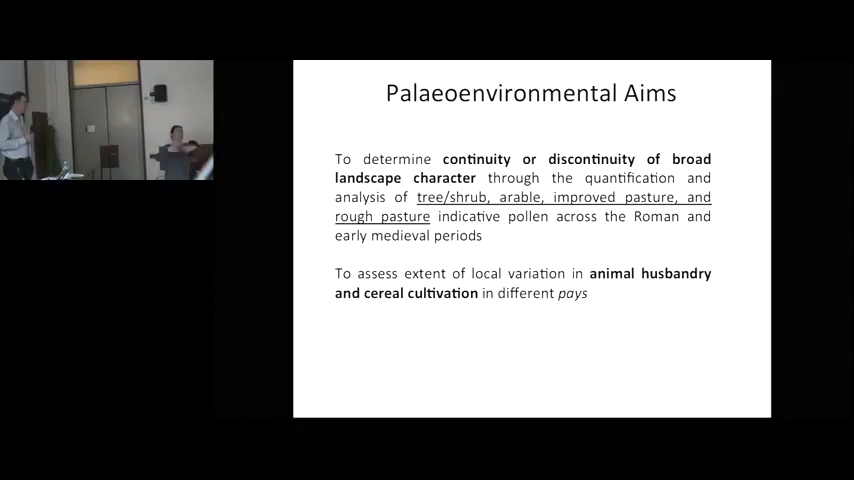 Palaeoenvironmental Aims
To determine continuity or discontinuity of broad
landscape character through the quantification and
analysis of tree/shrub, arable, improved pasture, and
rough pasture indicative pollen across the Roman and
early medieval periods
To assess extent of local variation in animal husbandry
and cereal cultivation in different pays